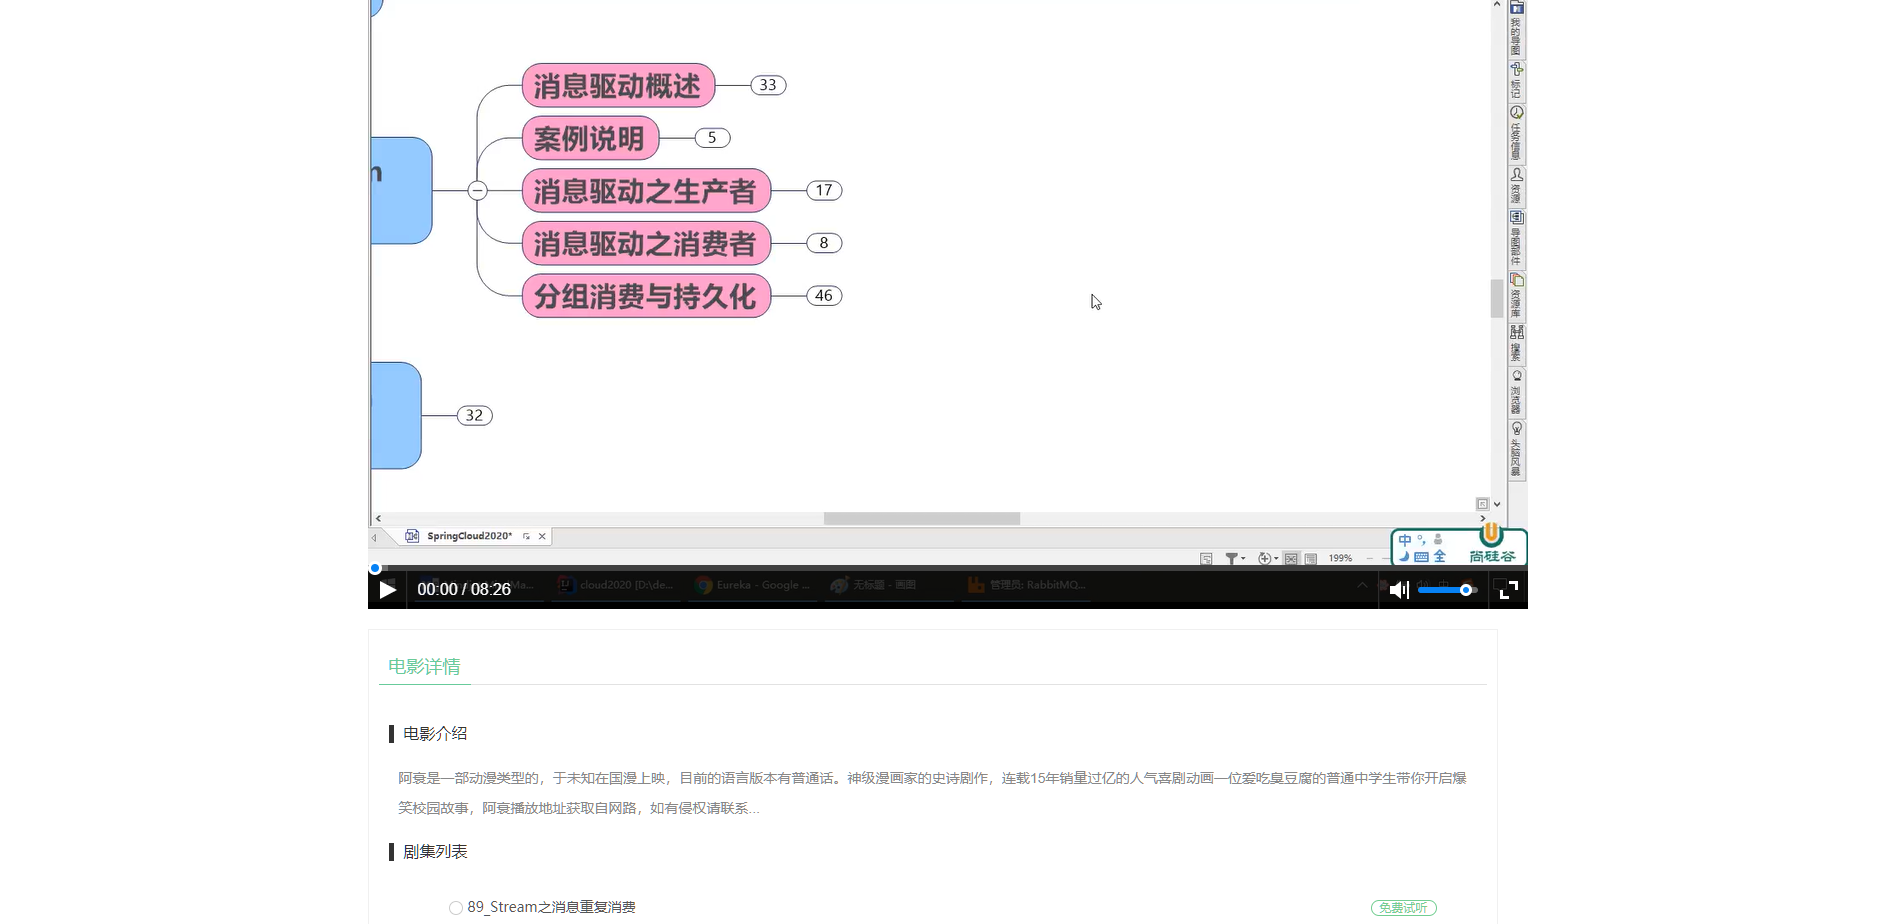 消息驱动概述
33
案例说明
5
消息驱动之生产者
17
消息驱动之消费者
8
分组消费与持久化
46
32
我的导图
标记
任务信息
资源
导图部件
资源库
搜索
浏览器
头脑风暴
SpringCloud2020*
199%
中
全
尚硅谷
cloud2020 [D:\de...
Eureka - Google ...
无标题 - 画图
管理员: RabbitMQ...
00:00 / 08:26
电影详情
电影介绍
阿衰是一部动漫类型的，于未知在国漫上映，目前的语言版本有普通话。神级漫画家的史诗剧作，连载15年销量过亿的人气喜剧动画一位爱吃臭豆腐的普通中学生带你开启爆
笑校园故事，阿衰播放地址获取自网路，如有侵权请联系...
剧集列表
89_Stream之消息重复消费
免费试听